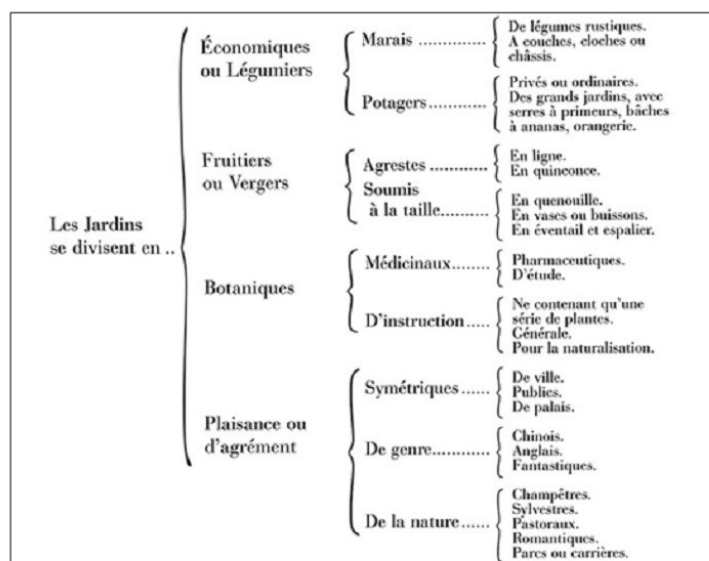 Les Jardins
se divisent en ..
Économiques
ou Légumiers
Marais ..............
De légumes rustiques.
A couches, cloches ou
châssis.
Potagers ..........
Privés ou ordinaires.
Des grands jardins, avec
serres à primeurs, bâches
à ananas, orangerie.
Fruitiers
ou Vergers
Agrestes ............
En ligne.
En quinconce.
Soumis
à la taille .........
En quenouille.
En vases ou buissons.
En éventail et espalier.
Botaniques
Médicinaux .......
Pharmaceutiques.
D'étude.
D'instruction .....
Ne contenant qu'une
série de plantes.
Générale.
Pour la naturalisation.
Plaisance ou
d'agrément
Symétriques ......
De ville.
Publics.
De palais.
De genre ...........
Chinois.
Anglais.
Fantastiques.
De la nature ......
Champêtres.
Sylvestres.
Pastoraux.
Romantiques.
Parcs ou carrières.